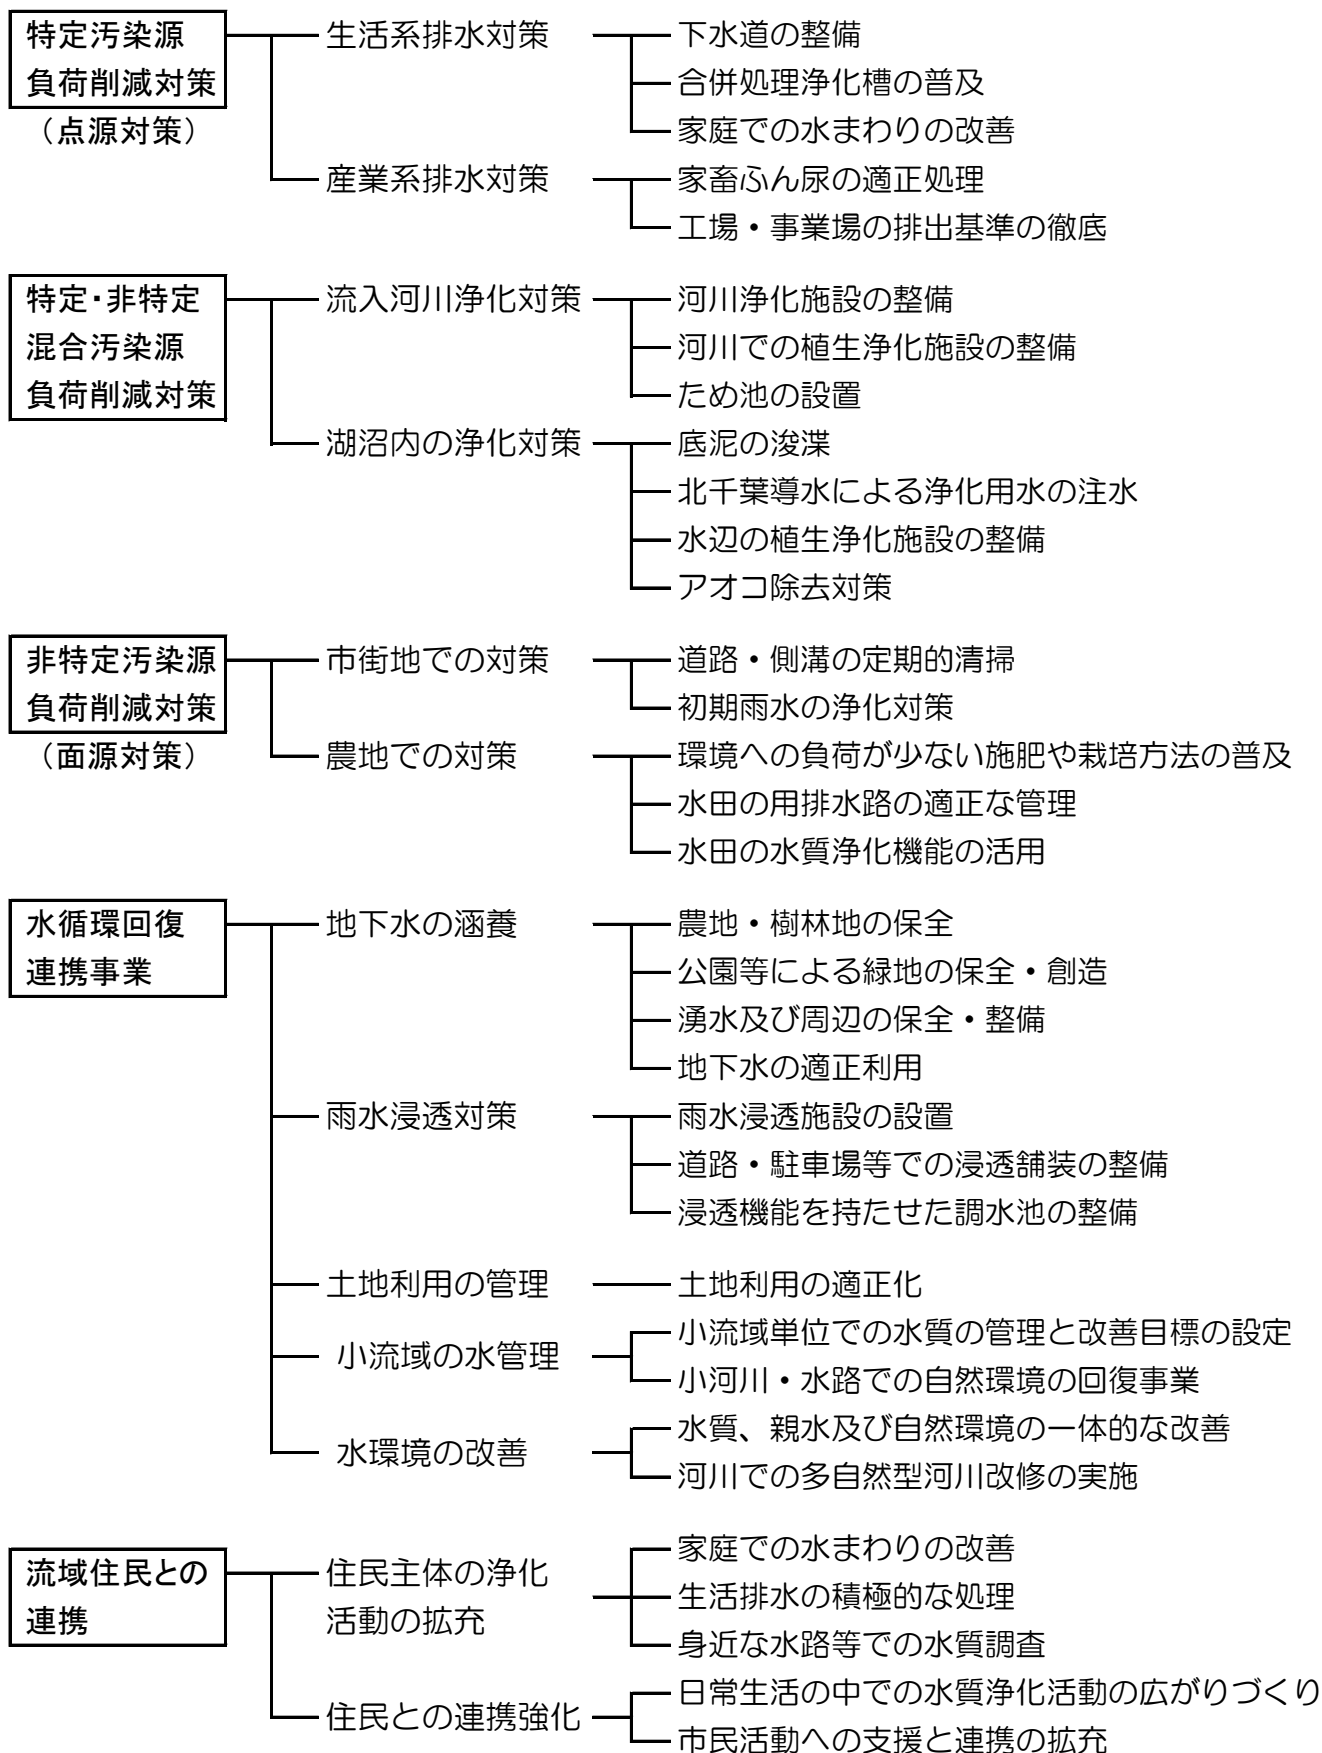 特定汚染源
負荷削減対策
（点源対策）
生活系排水対策
下水道の整備
合併処理浄化槽の普及
家庭での水まわりの改善
産業系排水対策
家畜ふん尿の適正処理
工場・事業場の排出基準の徹底
特定・非特定
混合汚染源
負荷削減対策
流入河川浄化対策
河川浄化施設の整備
河川での植生浄化施設の整備
ため池の設置
湖沼内の浄化対策
底泥の浚渫
北千葉導水による浄化用水の注水
水辺の植生浄化施設の整備
アオコ除去対策
非特定汚染源
負荷削減対策
（面源対策）
市街地での対策
道路・側溝の定期的清掃
初期雨水の浄化対策
農地での対策
環境への負荷が少ない施肥や栽培方法の普及
水田の用排水路の適正な管理
水田の水質浄化機能の活用
水循環回復
連携事業
地下水の涵養
農地・樹林地の保全
公園等による緑地の保全・創造
湧水及び周辺の保全・整備
地下水の適正利用
雨水浸透対策
雨水浸透施設の設置
道路・駐車場等での浸透舗装の整備
浸透機能を持たせた調水池の整備
土地利用の管理
土地利用の適正化
小流域の水管理
小流域単位での水質の管理と改善目標の設定
小河川・水路での自然環境の回復事業
水環境の改善
水質、親水及び自然環境の一体的な改善
河川での多自然型河川改修の実施
流域住民との
連携
住民主体の浄化
活動の拡充
家庭での水まわりの改善
生活排水の積極的な処理
身近な水路等での水質調査
住民との連携強化
日常生活の中での水質浄化活動の広がりづくり
市民活動への支援と連携の拡充